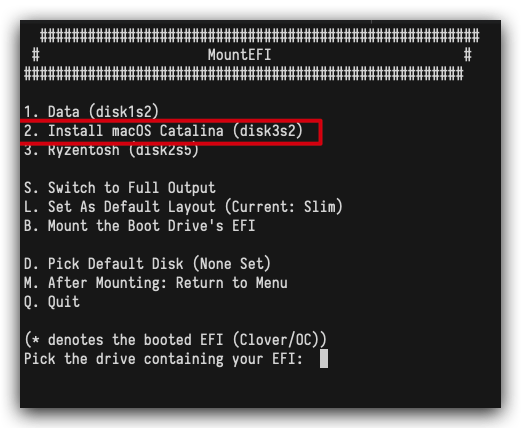 #######################################################
# MountEFI #
#######################################################
1. Data (disk1s2)
2. Install macOS Catalina (disk3s2)
3. Ryzentosh (disk2s5)
S. Switch to Full Output
L. Set As Default Layout (Current: Slim)
B. Mount the Boot Drive's EFI
D. Pick Default Disk (None Set)
M. After Mounting: Return to Menu
Q. Quit
(* denotes the booted EFI (Clover/OC))
Pick the drive containing your EFI: